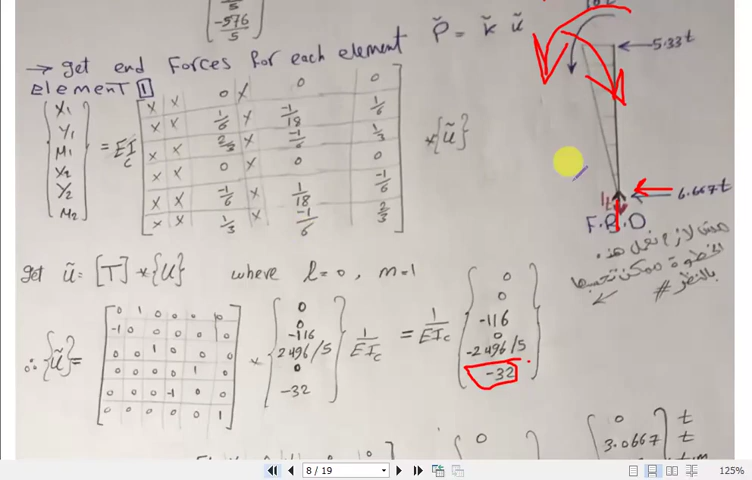 -576
5
→ get end Forces for each element P̃ = k̃ ũ
element 1
X1 x x 0 x 0 0
Y1 x x 1/6 x -1/18 1/6
M1 = EIc x x 2/3 x -1/6 1/3 *{ũ}
X2 x x 0 x 0 0
Y2 x x -1/6 x 1/18 -1/6
M2 x x 1/3 x -1/6 2/3
5.33t
6.667t
F.B.D
مش لازم نعمل هذه
الخطوة ممكن تحسبها
بالنظر #
get ũ = [T] *{U} where l=0, m=1
0 1 0 0 0 0 0 0
-1 0 0 0 0 0 0 0
∴{ũ}= 0 0 1 0 0 0 * -116 1/EIc = 1/EIc -116
0 0 0 0 1 0 2496/5 0
0 0 0 -1 0 0 0 -2496/5
0 0 0 0 0 1 -32 -32
0 0 t
3.0667 t
8 / 19
125%